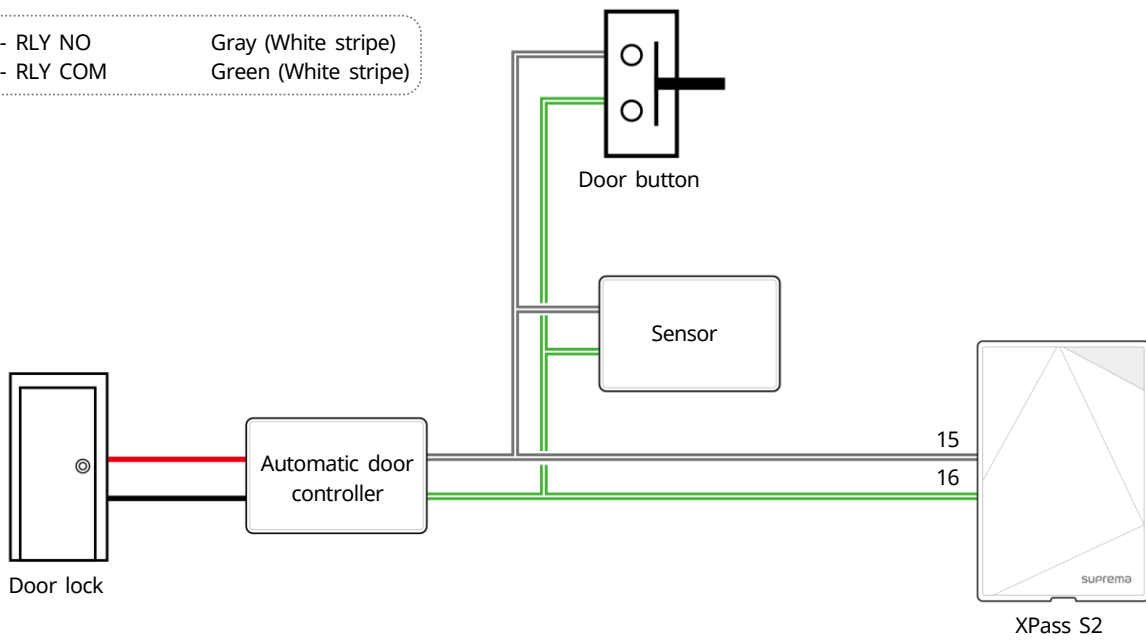 - RLY NO Gray (White stripe)
- RLY COM Green (White stripe)
Door button
Sensor
15
Automatic door
controller
16
suprema
Door lock
XPass S2